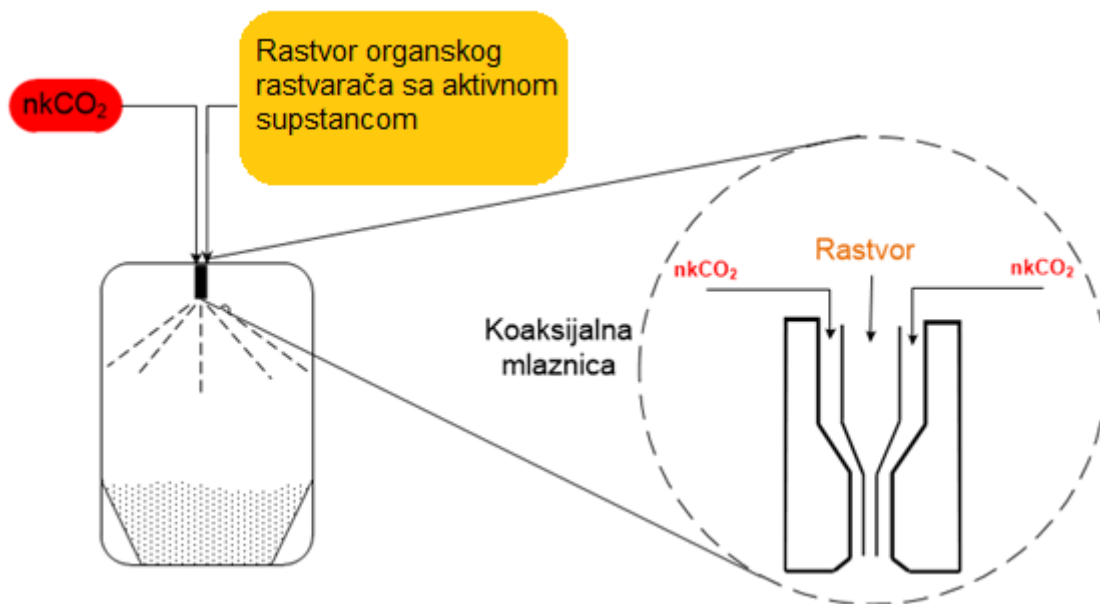 nkCO₂
Rastvor organskog
rastvarača sa aktivnom
supstancom
Rastvor
nkCO₂
nkCO₂
Koaksijalna
mlaznica